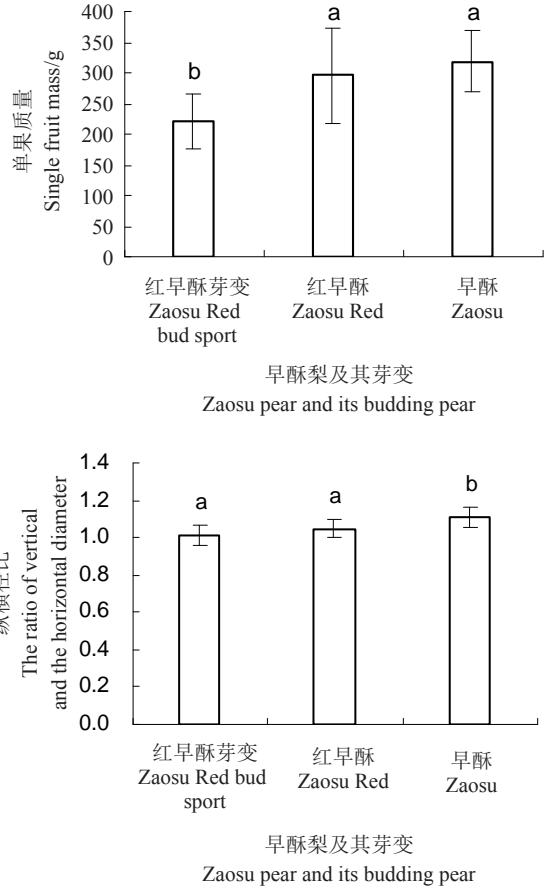 单果质量
Single fruit mass/g
400
350
300
250
200
150
100
50
0
b
a
a
红早酥芽变
Zaosu Red
bud sport
红早酥
Zaosu Red
早酥
Zaosu
早酥梨及其芽变
Zaosu pear and its budding pear
纵横径比
The ratio of vertical
and the horizontal diameter
1.4
1.2
1.0
0.8
0.6
0.4
0.2
0.0
a
a
b
红早酥芽变
Zaosu Red bud
sport
红早酥
Zaosu Red
早酥
Zaosu
早酥梨及其芽变
Zaosu pear and its budding pear